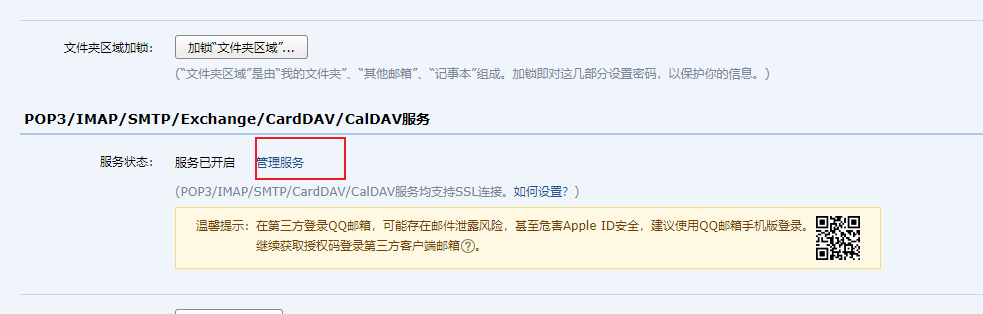 文件夹区域加锁： 加锁“文件夹区域”...
(“文件夹区域”是由“我的文件夹”、“其他邮箱”、“记事本”组成。加锁即对这几部分设置密码，以保护你的信息。)
POP3/IMAP/SMTP/Exchange/CardDAV/CalDAV服务
服务状态： 服务已开启 管理服务
(POP3/IMAP/SMTP/CardDAV/CalDAV服务均支持SSL连接。如何设置？)
温馨提示：在第三方登录QQ邮箱，可能存在邮件泄露风险，甚至危害Apple ID安全，建议使用QQ邮箱手机版登录。
继续获取授权码登录第三方客户端邮箱?。